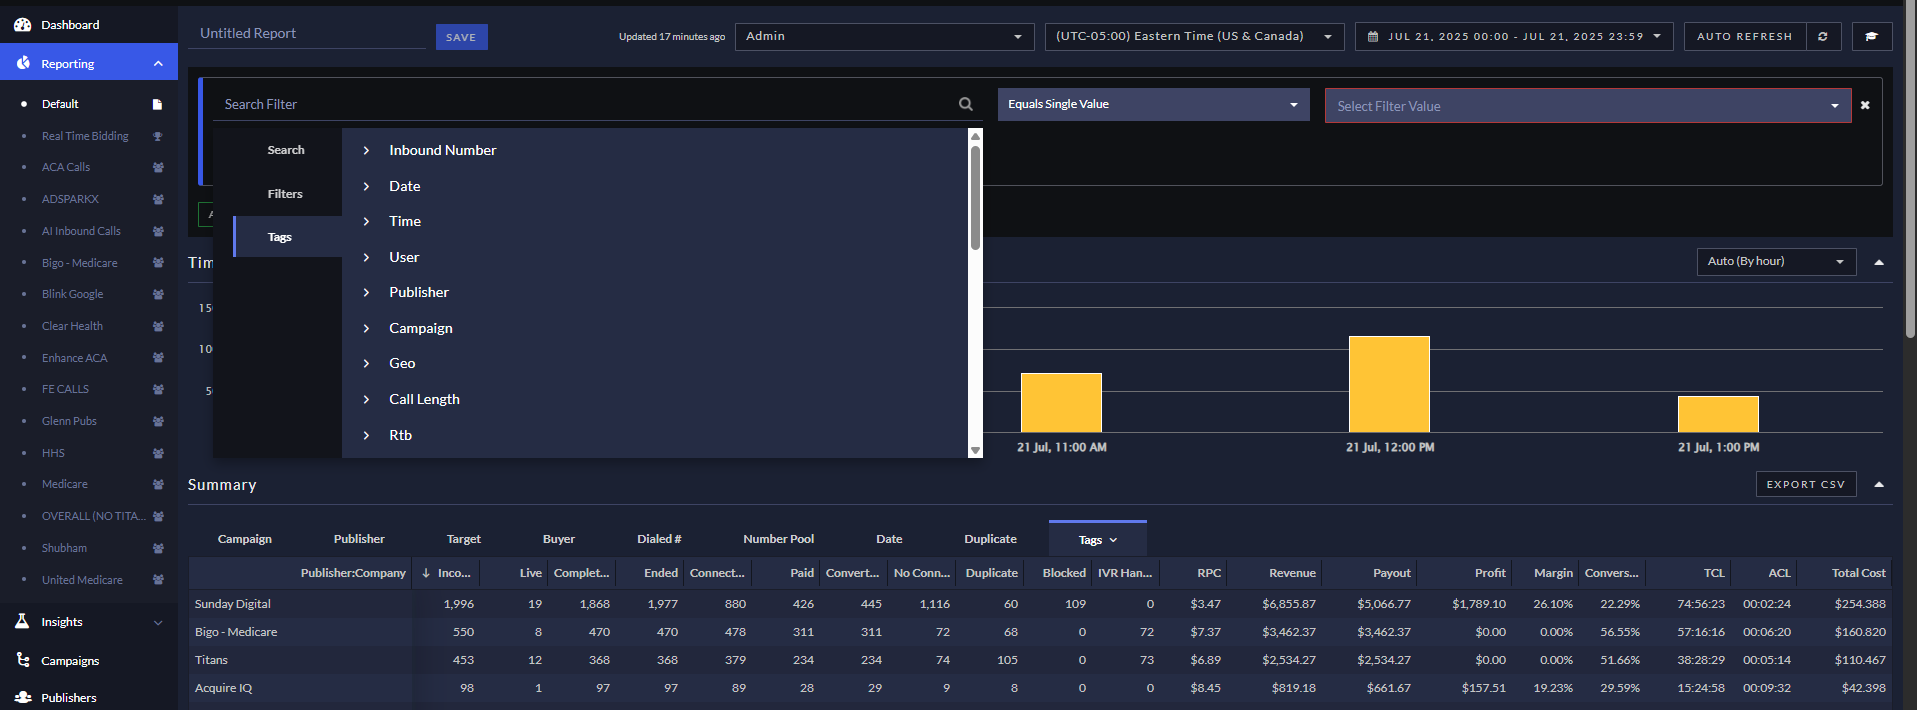 Dashboard
Reporting
Default
Real Time Bidding
ACA Calls
ADSPARKX
AI Inbound Calls
Bigo - Medicare
Blink Google
Clear Health
Enhance ACA
FE CALLS
Glenn Pubs
HHS
Medicare
OVERALL (NO TITA...
Shubham
United Medicare
Insights
Campaigns
Publishers
Untitled Report
SAVE
Updated 17 minutes ago
Admin
(UTC-05:00) Eastern Time (US & Canada)
JUL 21, 2025 00:00 - JUL 21, 2025 23:59
AUTO REFRESH
Search Filter
Equals Single Value
Select Filter Value
Search
Filters
Tags
Inbound Number
Date
Time
User
Publisher
Campaign
Geo
Call Length
Rtb
A
Tim
Auto (By hour)
150
100
50
21 Jul, 11:00 AM
21 Jul, 12:00 PM
21 Jul, 1:00 PM
Summary
EXPORT CSV
Campaign Publisher Target Buyer Dialed # Number Pool Date Duplicate Tags
Publisher:Company Inco... Live Complet... Ended Connect... Paid Convert... No Conn... Duplicate Blocked IVR Han... RPC Revenue Payout Profit Margin Convers... TCL ACL Total Cost
Sunday Digital 1,996 19 1,868 1,977 880 426 445 1,116 60 109 0 $3.47 $6,855.87 $5,066.77 $1,789.10 26.10% 22.29% 74:56:23 00:02:24 $254.388
Bigo - Medicare 550 8 470 470 478 311 311 72 68 0 72 $7.37 $3,462.37 $3,462.37 $0.00 0.00% 56.55% 57:16:16 00:06:20 $160.820
Titans 453 12 368 368 379 234 234 74 105 0 73 $6.89 $2,534.27 $2,534.27 $0.00 0.00% 51.66% 38:28:29 00:05:14 $110.467
Acquire IQ 98 1 97 97 89 28 29 9 8 0 0 $8.45 $819.18 $661.67 $157.51 19.23% 29.59% 15:24:58 00:09:32 $42.398